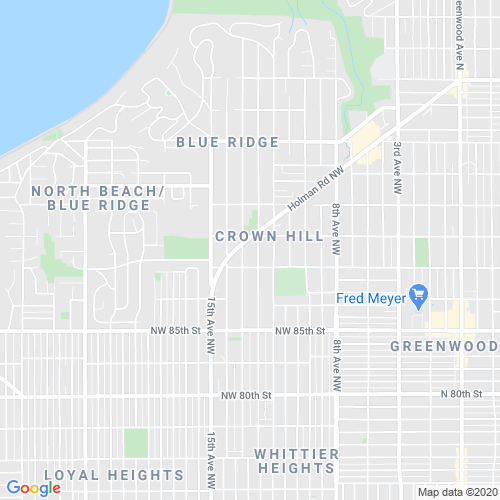 Greenwood Ave N
BLUE RIDGE
3rd Ave NW
Holman Rd NW
NORTH BEACH/
BLUE RIDGE
8th Ave NW
CROWN HILL
Fred Meyer
15th Ave NW
NW 85th St
NW 85th St
8th Ave NW
GREENWOOD
NW 80th St
N 80th St
15th Ave NW
WHITTIER
HEIGHTS
LOYAL HEIGHTS
Google
Map data ©2020